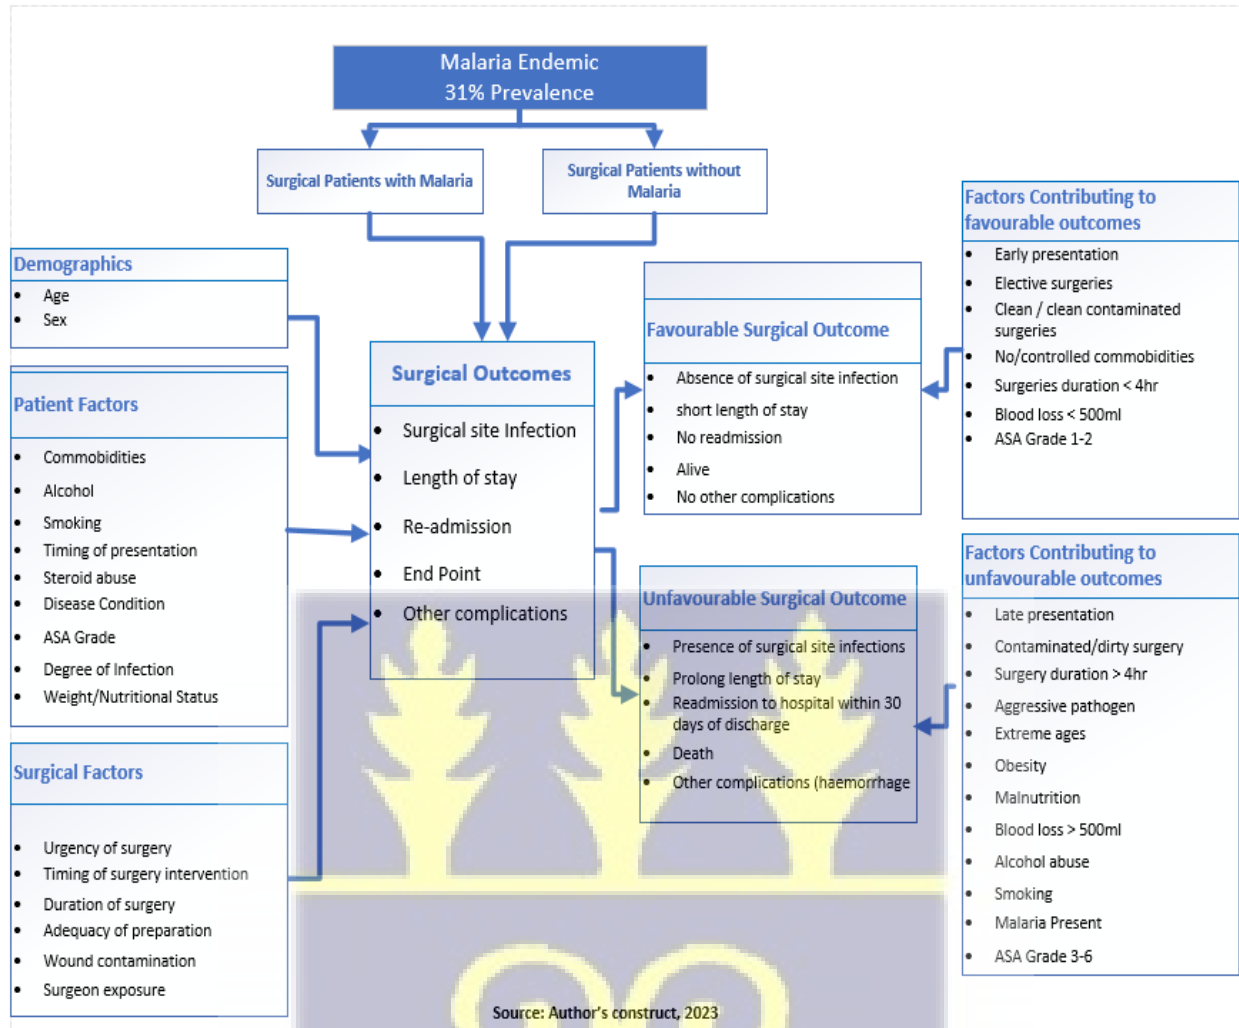 Malaria Endemic
31% Prevalence
Surgical Patients with Malaria
Surgical Patients without
Malaria
Demographics
• Age
• Sex
Patient Factors
• Commobidities
• Alcohol
• Smoking
• Timing of presentation
• Steroid abuse
• Disease Condition
• ASA Grade
• Degree of Infection
• Weight/Nutritional Status
Surgical Factors
• Urgency of surgery
• Timing of surgery intervention
• Duration of surgery
• Adequacy of preparation
• Wound contamination
• Surgeon exposure
Surgical Outcomes
• Surgical site Infection
• Length of stay
• Re-admission
• End Point
• Other complications
Favourable Surgical Outcome
• Absence of surgical site infection
• short length of stay
• No readmission
• Alive
• No other complications
Unfavourable Surgical Outcome
• Presence of surgical site infections
• Prolong length of stay
• Readmission to hospital within 30
days of discharge
• Death
• Other complications (haemorrhage
Factors Contributing to
favourable outcomes
• Early presentation
• Elective surgeries
• Clean / clean contaminated
surgeries
• No/controlled commobidities
• Surgeries duration < 4hr
• Blood loss < 500ml
• ASA Grade 1-2
Factors Contributing to
unfavourable outcomes
• Late presentation
• Contaminated/dirty surgery
• Surgery duration > 4hr
• Aggressive pathogen
• Extreme ages
• Obesity
• Malnutrition
• Blood loss > 500ml
• Alcohol abuse
• Smoking
• Malaria Present
• ASA Grade 3-6
Source: Author's construct, 2023